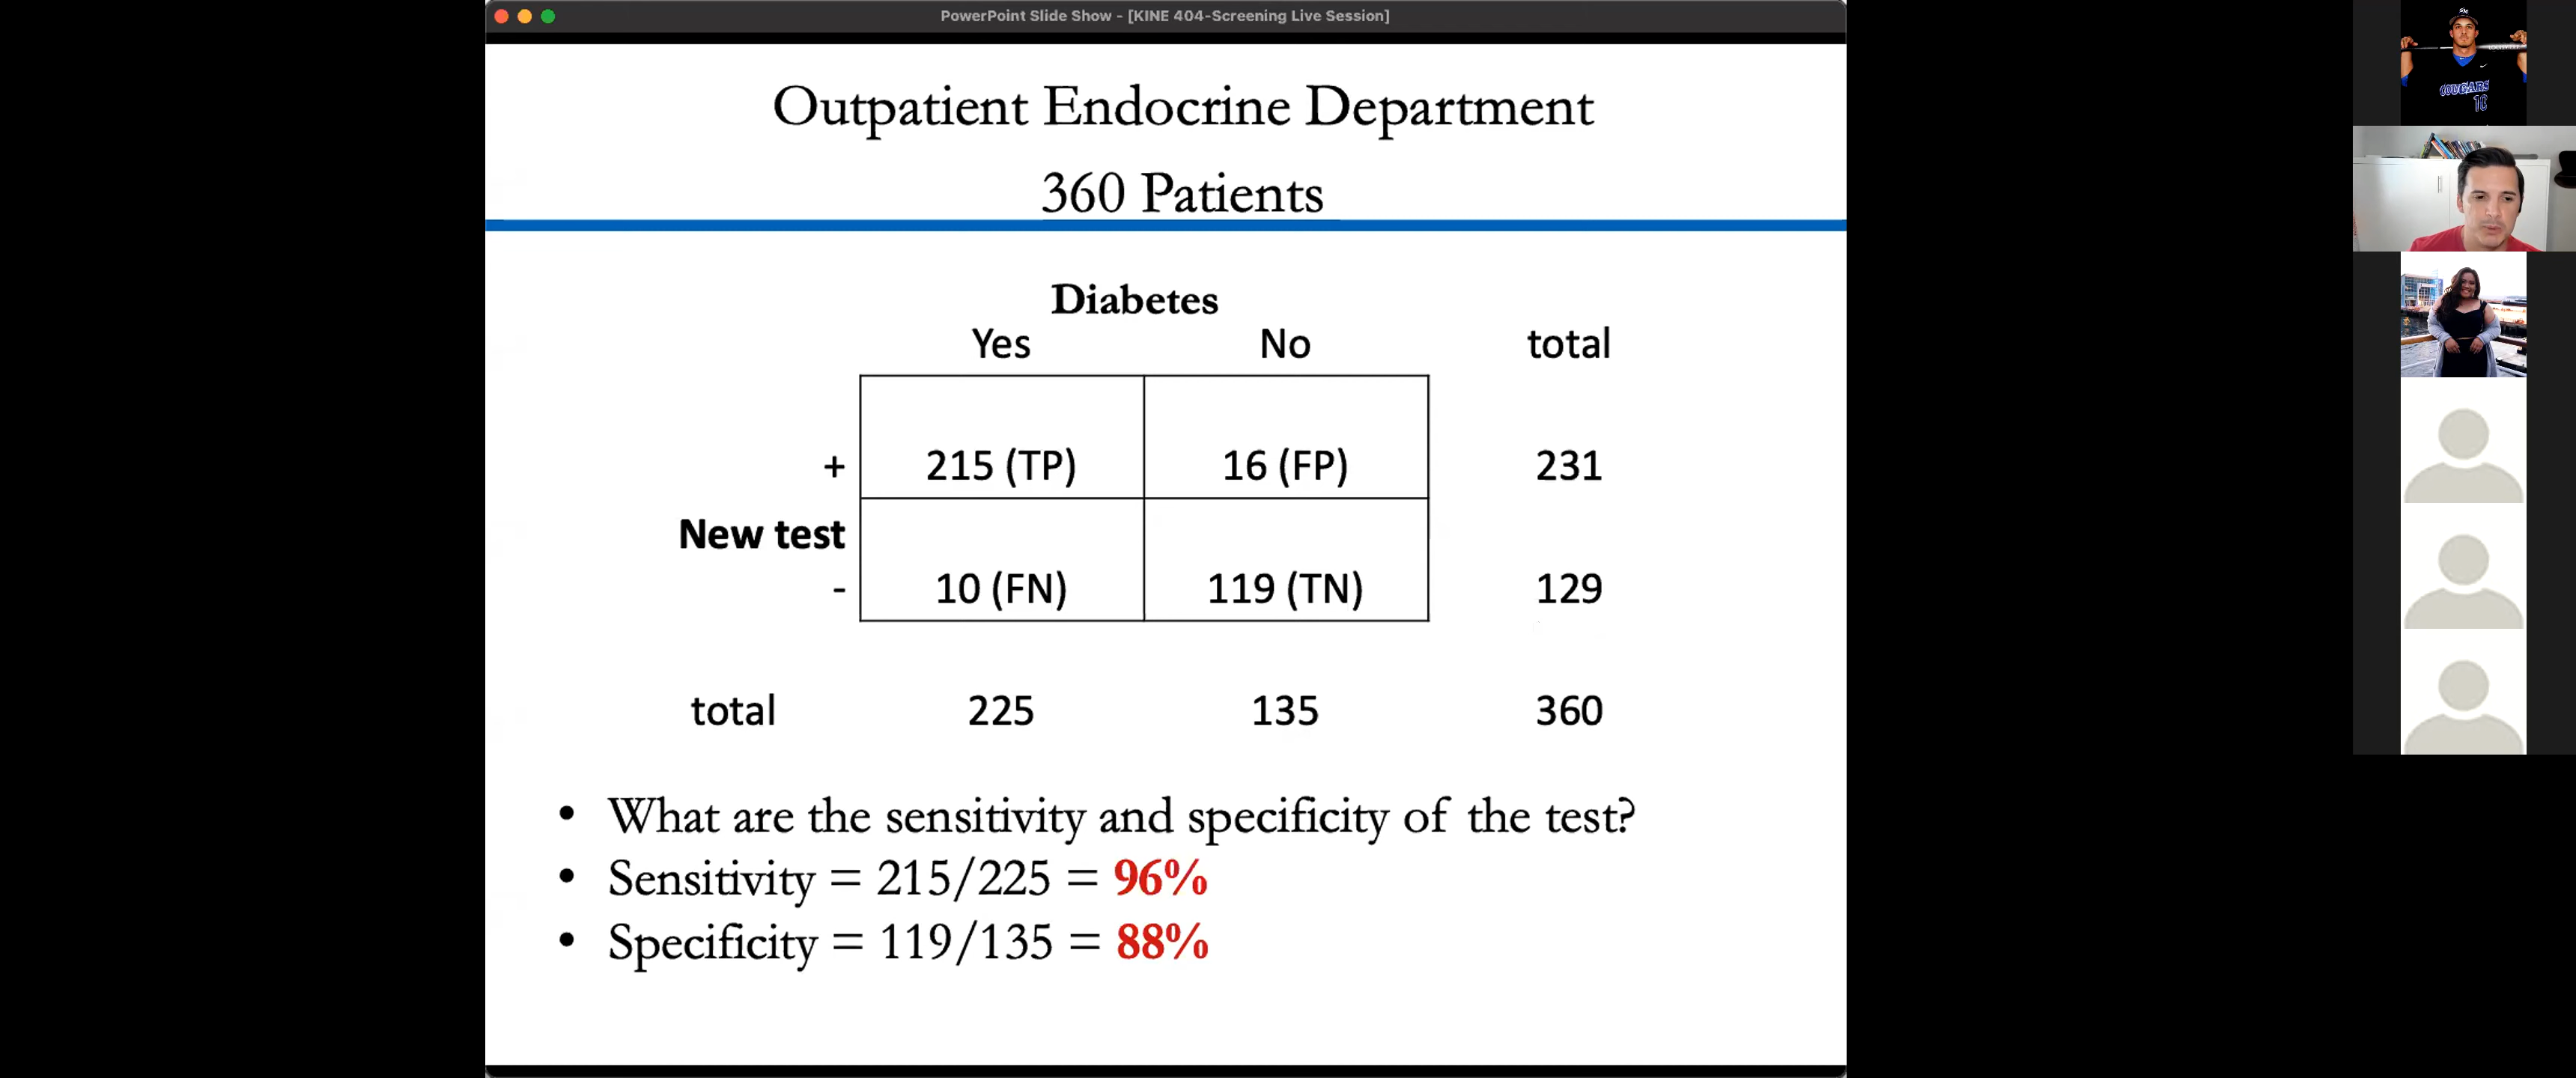 PowerPoint Slide Show - [KINE 404-Screening Live Session]
Outpatient Endocrine Department
360 Patients
Diabetes
Yes No total
+ 215 (TP) 16 (FP) 231
New test
- 10 (FN) 119 (TN) 129
total 225 135 360
• What are the sensitivity and specificity of the test?
• Sensitivity = 215/225 = 96%
• Specificity = 119/135 = 88%
SM
COUGARS